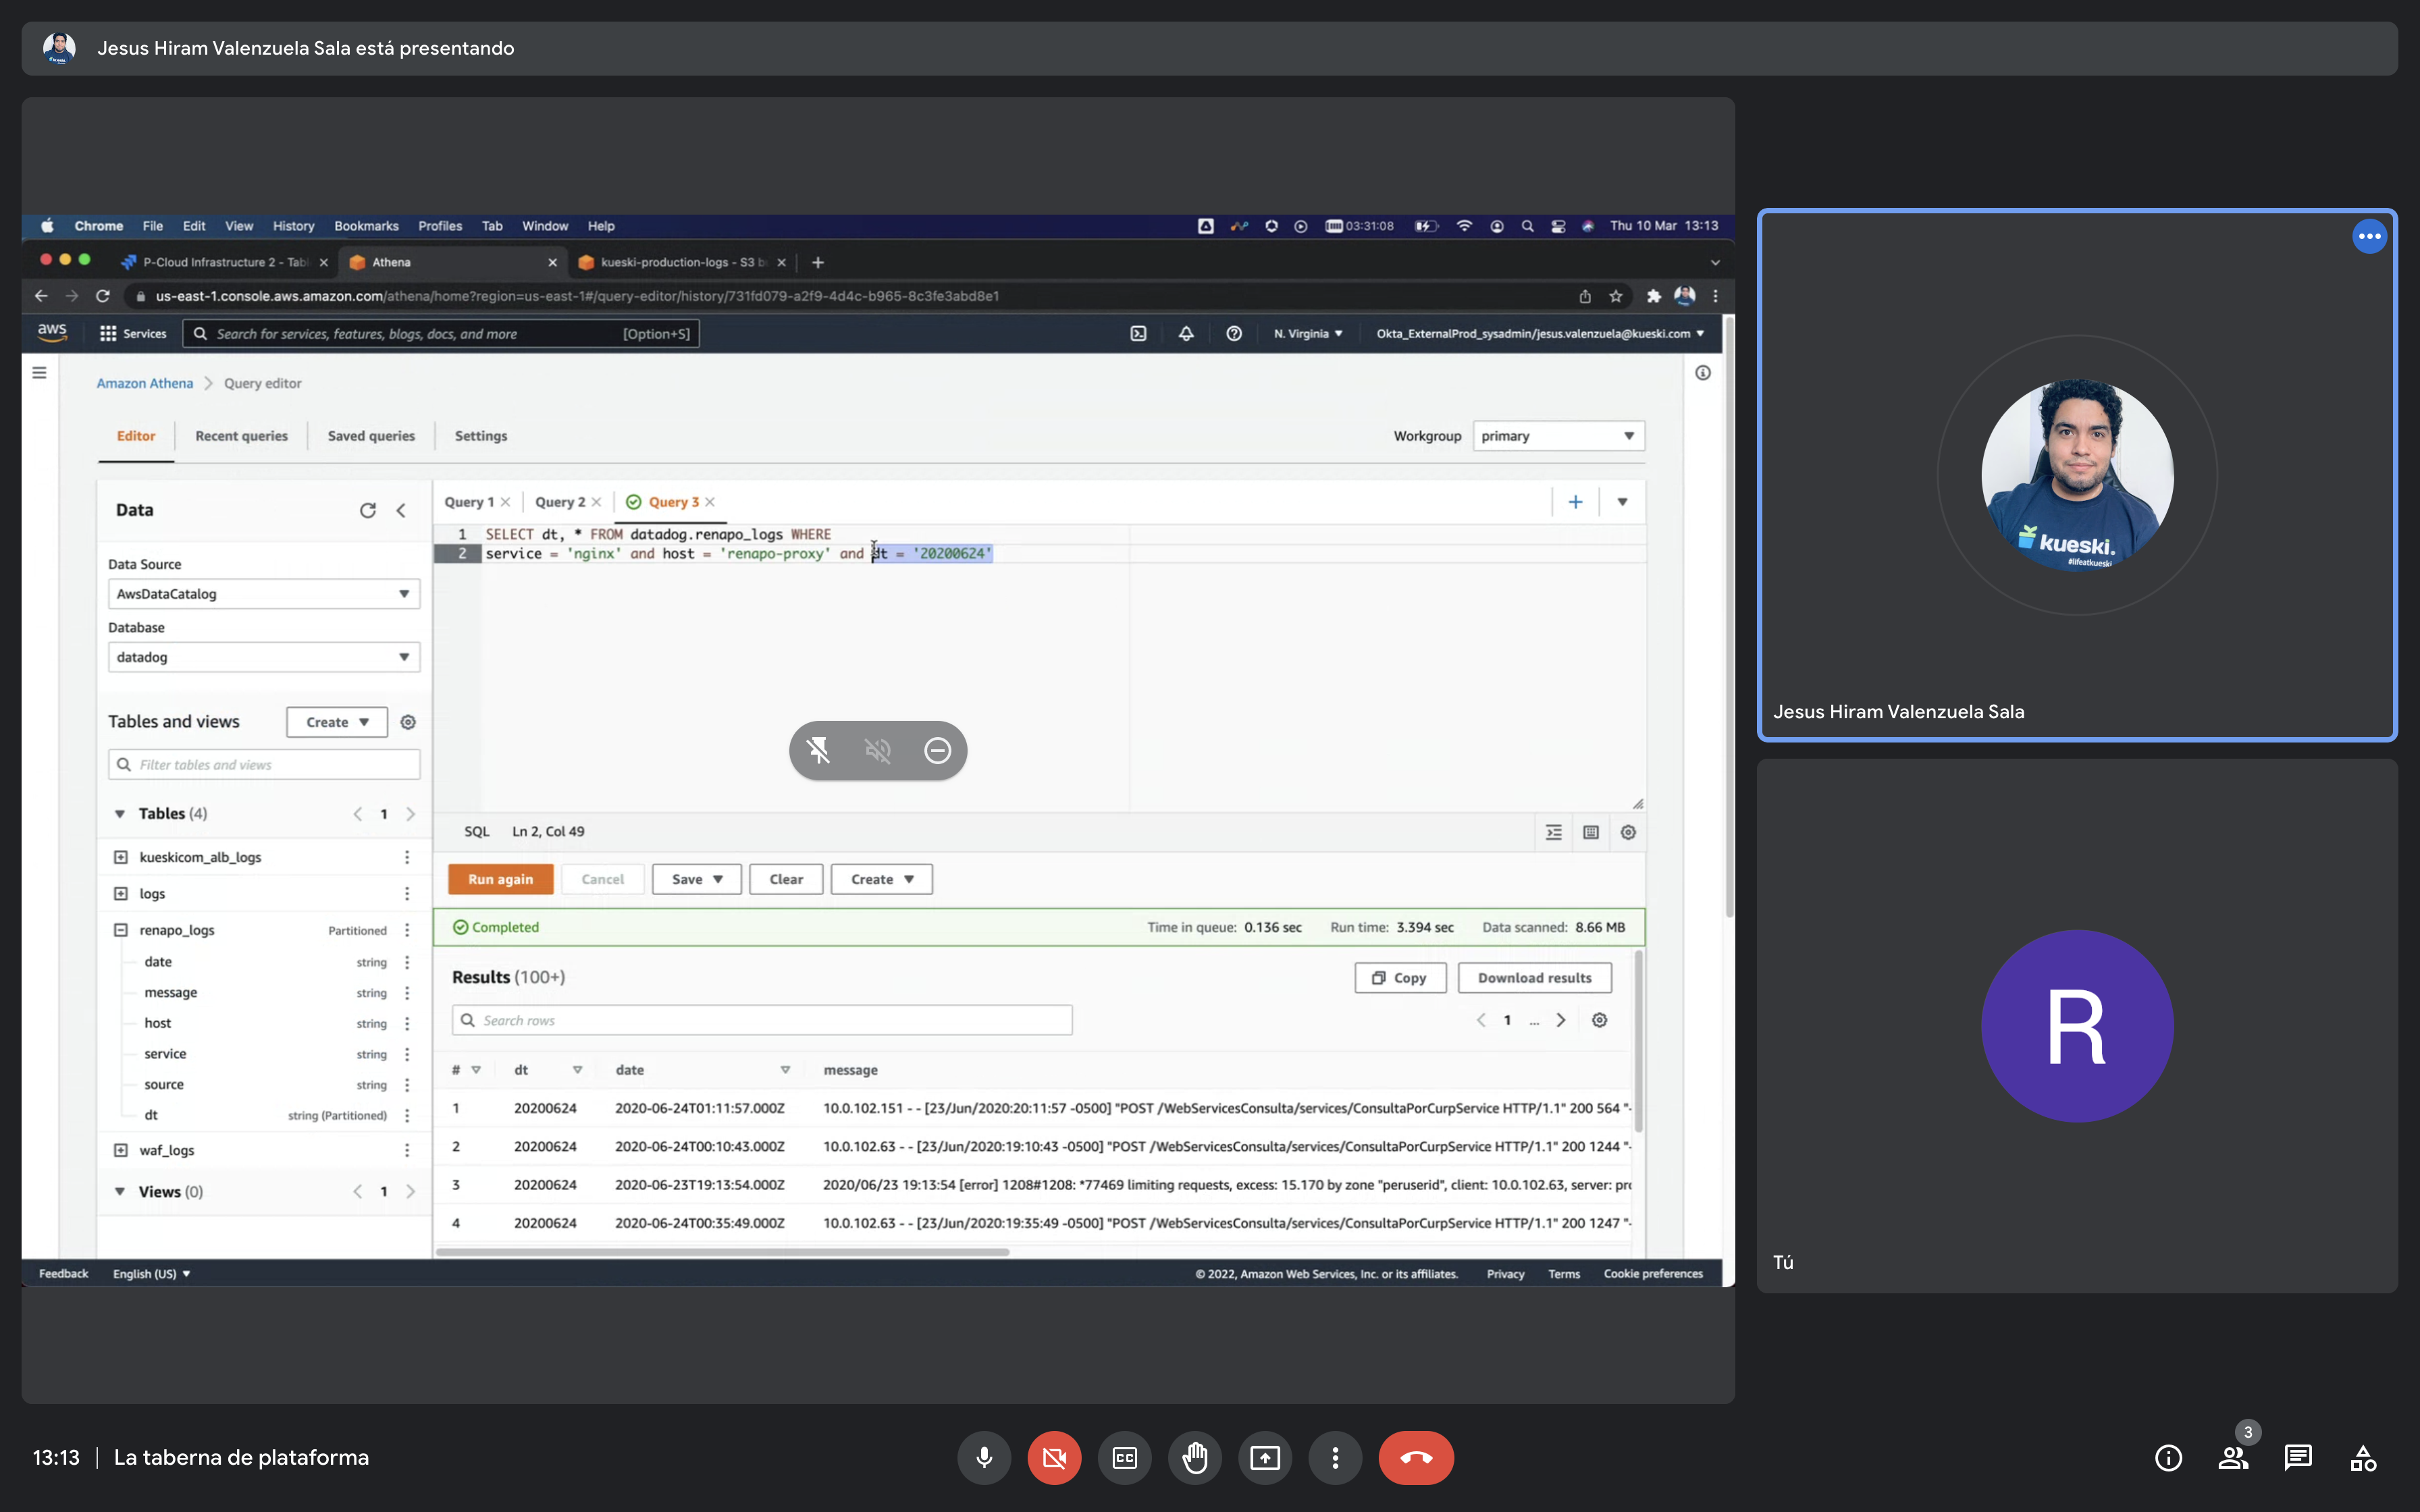 Jesus Hiram Valenzuela Sala está presentando
Chrome File Edit View History Bookmarks Profiles Tab Window Help 03:31:08 Thu 10 Mar 13:13
P-Cloud Infrastructure 2 - Tab Athena kueski-production-logs - S3 b
us-east-1.console.aws.amazon.com/athena/home?region=us-east-1#/query-editor/history/731fd079-a2f9-4d4c-b965-8c3fe3abd8e1
aws Services Search for services, features, blogs, docs, and more [Option+S] N. Virginia Okta_ExternalProd_sysadmin/jesus.valenzuela@kueski.com
Amazon Athena Query editor
Editor Recent queries Saved queries Settings Workgroup primary
Data
Query 1 Query 2 Query 3
1 SELECT dt, * FROM datadog.renapo_logs WHERE
2 service = 'nginx' and host = 'renapo-proxy' and dt = '20200624'
Data Source
AwsDataCatalog
Database
datadog
Tables and views Create
Filter tables and views
Tables (4) 1
kueskicom_alb_logs
logs
renapo_logs Partitioned
date string
message string
host string
service string
source string
dt string (Partitioned)
waf_logs
Views (0) 1
SQL Ln 2, Col 49
Run again Cancel Save Clear Create
Completed Time in queue: 0.136 sec Run time: 3.394 sec Data scanned: 8.66 MB
Results (100+) Copy Download results
Search rows 1 ...
# dt date message
1 20200624 2020-06-24T01:11:57.000Z 10.0.102.151 - - [23/Jun/2020:20:11:57 -0500] "POST /WebServicesConsulta/services/ConsultaPorCurpService HTTP/1.1" 200 564 "-
2 20200624 2020-06-24T00:10:43.000Z 10.0.102.63 - - [23/Jun/2020:19:10:43 -0500] "POST /WebServicesConsulta/services/ConsultaPorCurpService HTTP/1.1" 200 1244 "-
3 20200624 2020-06-23T19:13:54.000Z 2020/06/23 19:13:54 [error] 1208#1208: *77469 limiting requests, excess: 15.170 by zone "peruserid", client: 10.0.102.63, server: pro
4 20200624 2020-06-24T00:35:49.000Z 10.0.102.63 - - [23/Jun/2020:19:35:49 -0500] "POST /WebServicesConsulta/services/ConsultaPorCurpService HTTP/1.1" 200 1247 "-
Feedback English (US) © 2022, Amazon Web Services, Inc. or its affiliates. Privacy Terms Cookie preferences
kueski.
#lifeatkueski
Jesus Hiram Valenzuela Sala
R
Tú
13:13 La taberna de plataforma
CC
3